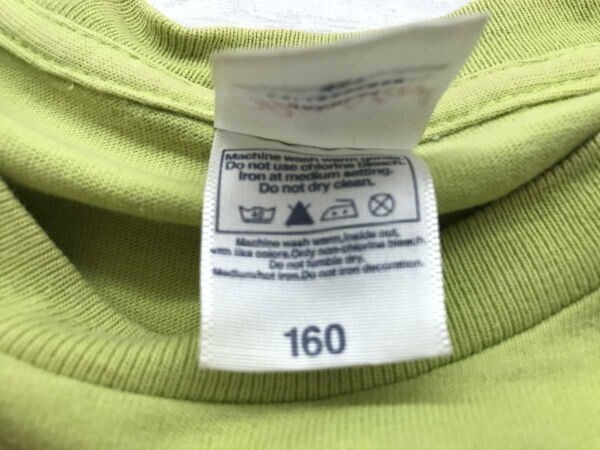 Machine wash warm
Do not use chlorine bleach.
Iron at medium setting.
Do not dry clean.
40
Machine wash warm,inside out,
with like colors.Only non-chlorine bleach.
Do not tumble dry.
Medium/hot iron.Do not iron decoration.
160